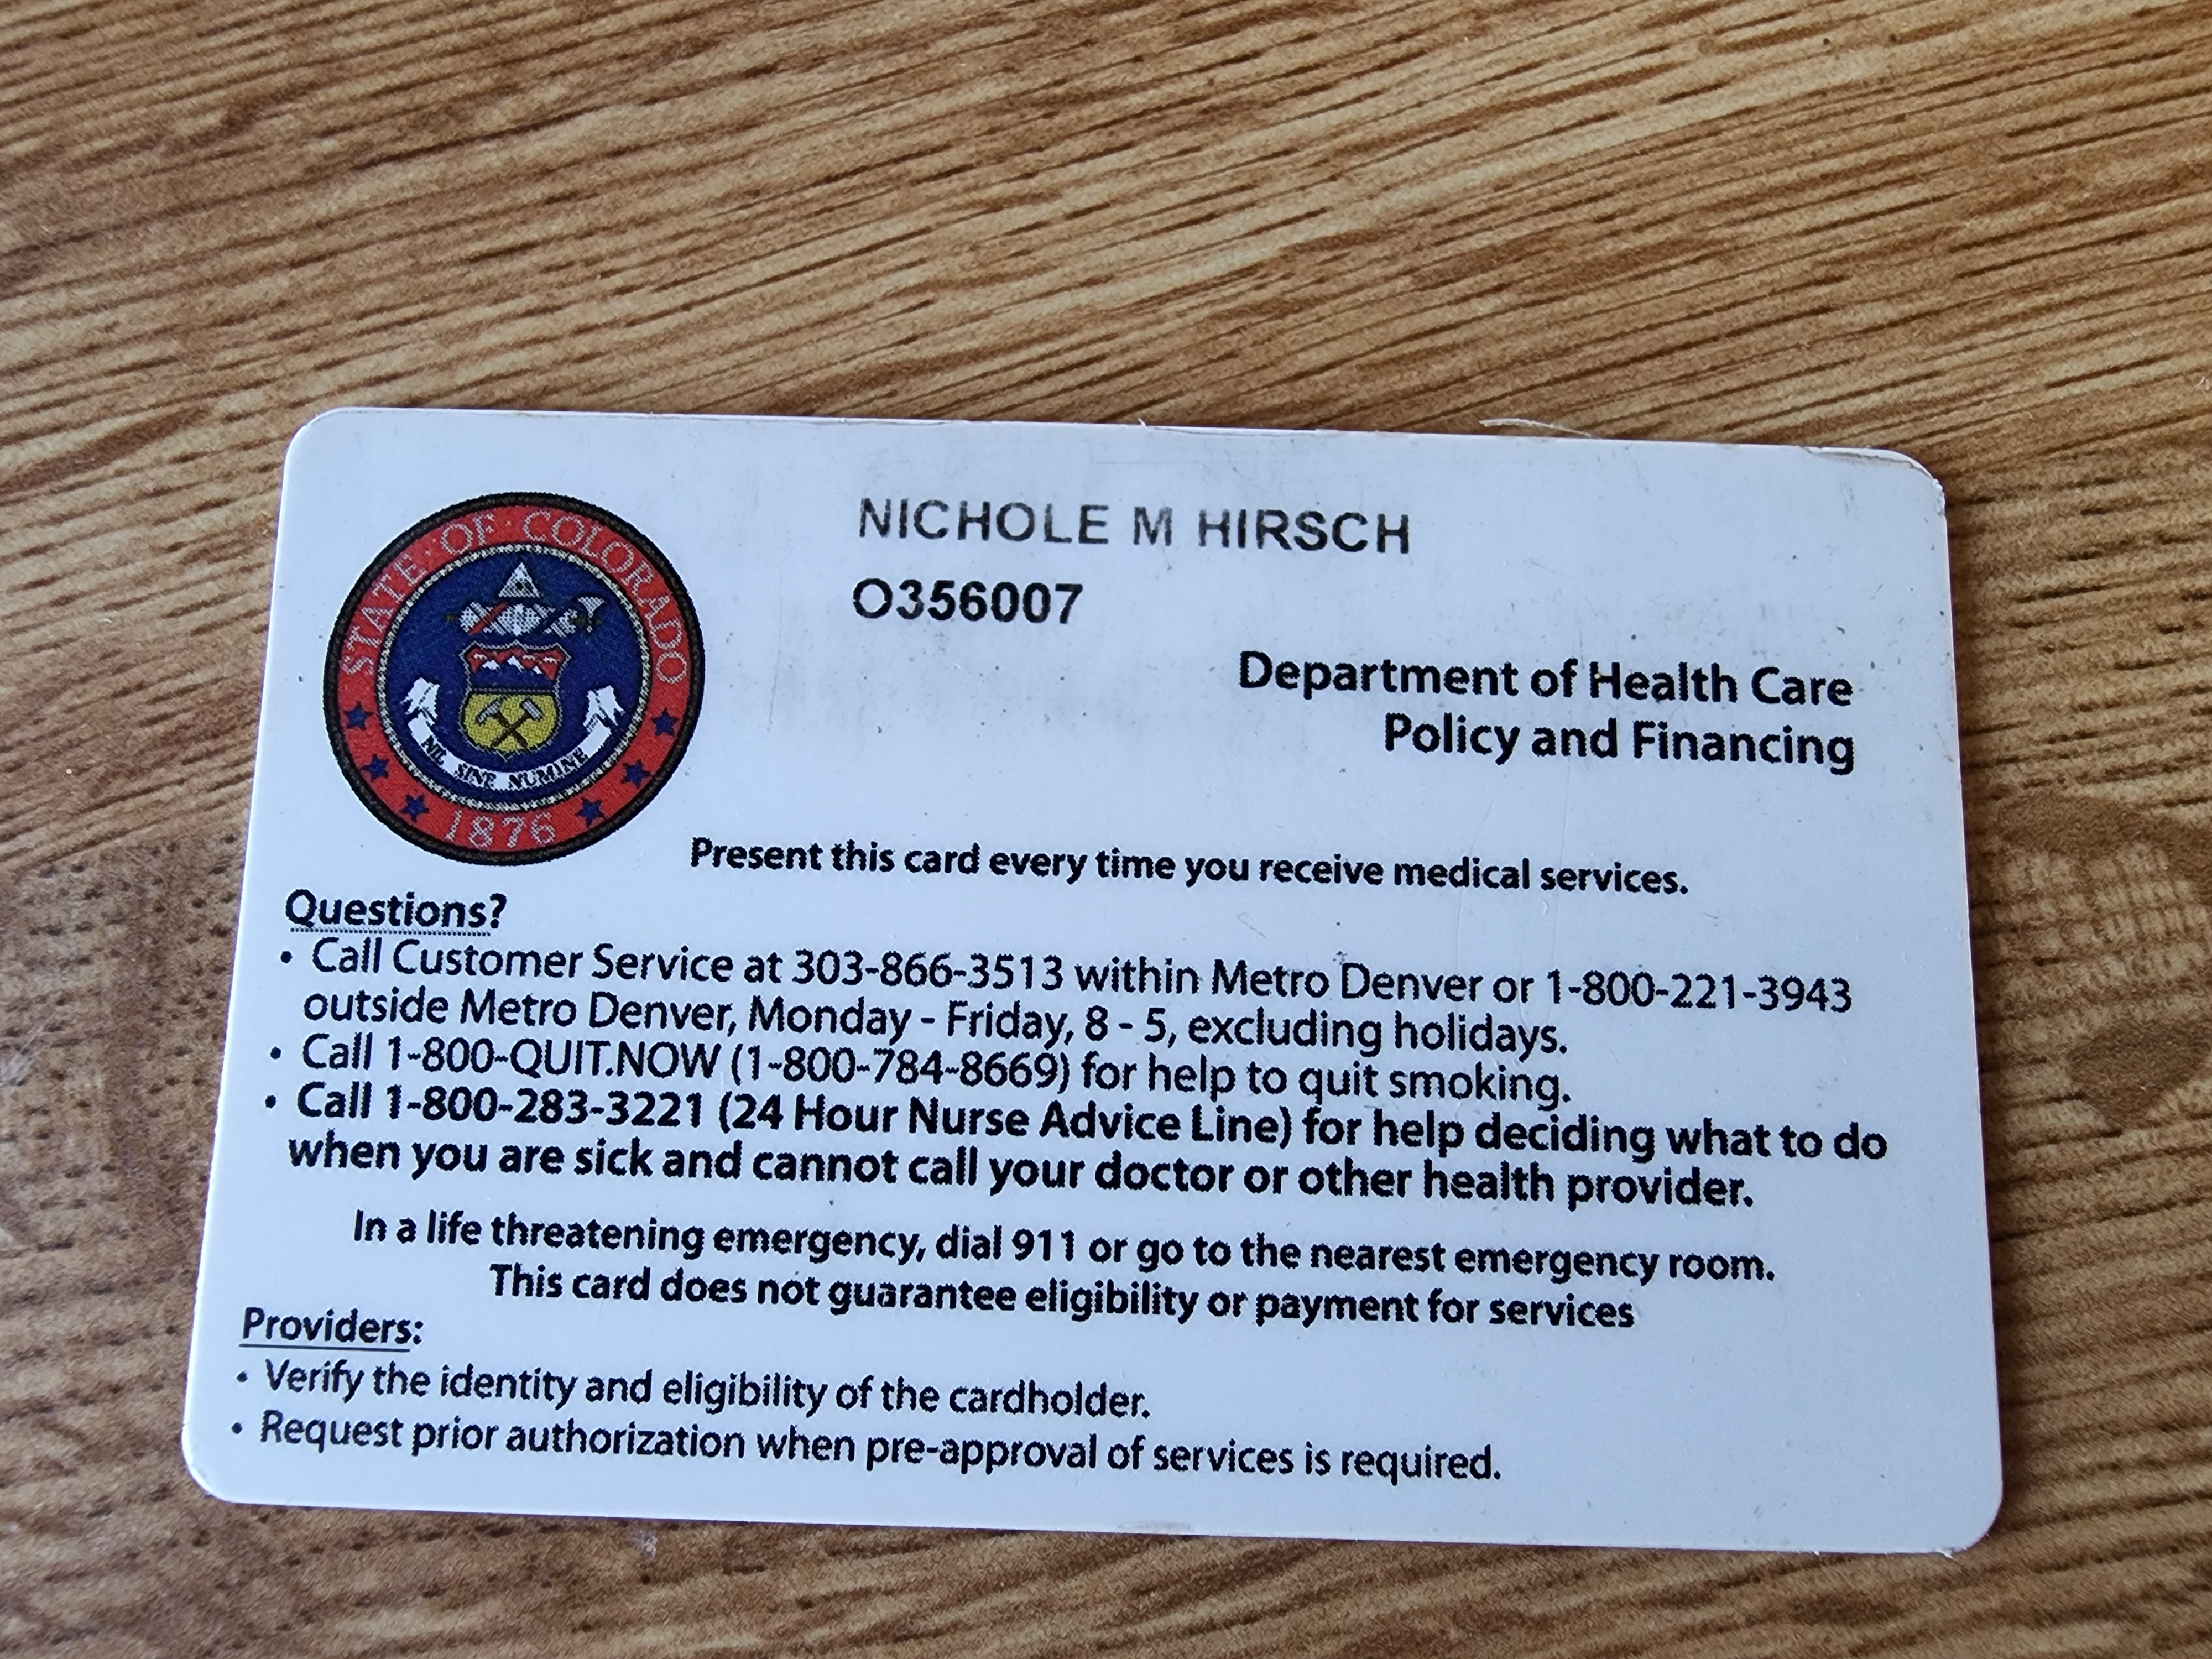 STATE OF COLORADO
NIL SINE NUMINE
1876
NICHOLE M HIRSCH
O356007
Department of Health Care
Policy and Financing
Present this card every time you receive medical services.
Questions?
• Call Customer Service at 303-866-3513 within Metro Denver or 1-800-221-3943
outside Metro Denver, Monday - Friday, 8 - 5, excluding holidays.
• Call 1-800-QUIT.NOW (1-800-784-8669) for help to quit smoking.
• Call 1-800-283-3221 (24 Hour Nurse Advice Line) for help deciding what to do
when you are sick and cannot call your doctor or other health provider.
In a life threatening emergency, dial 911 or go to the nearest emergency room.
This card does not guarantee eligibility or payment for services
Providers:
• Verify the identity and eligibility of the cardholder.
• Request prior authorization when pre-approval of services is required.